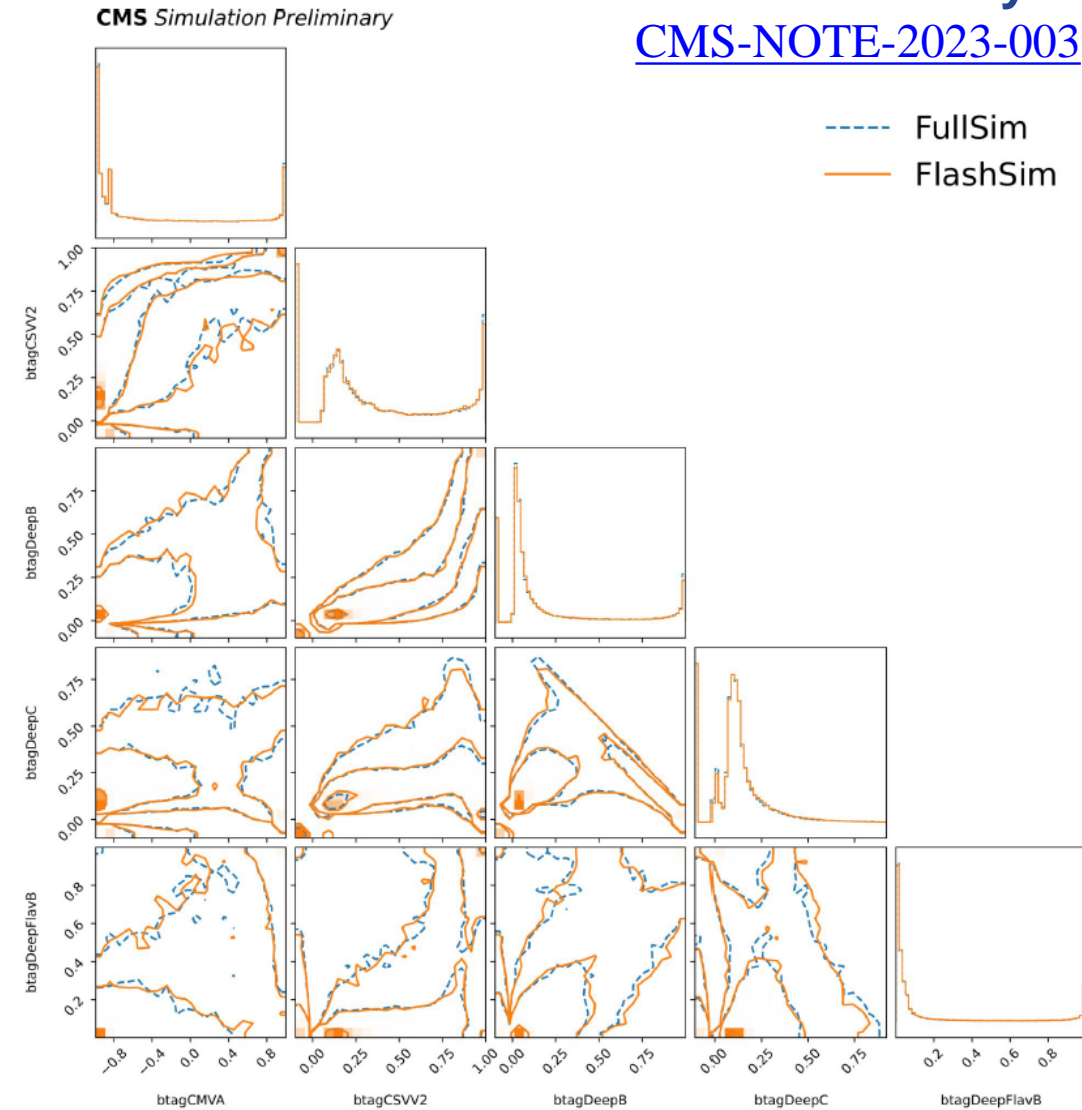 CMS Simulation Preliminary
CMS-NOTE-2023-003
FullSim
FlashSim
btagCSVV2
1.00
0.75
0.50
0.25
0.00
btagDeepB
0.75
0.50
0.25
0.00
btagDeepC
0.75
0.50
0.25
0.00
btagDeepFlavB
0.8
0.6
0.4
0.2
−0.8 −0.4 0.0 0.4 0.8
0.00 0.25 0.50 0.75 1.00
0.00 0.25 0.50 0.75
0.00 0.25 0.50 0.75
0.2 0.4 0.6 0.8
btagCMVA btagCSVV2 btagDeepB btagDeepC btagDeepFlavB